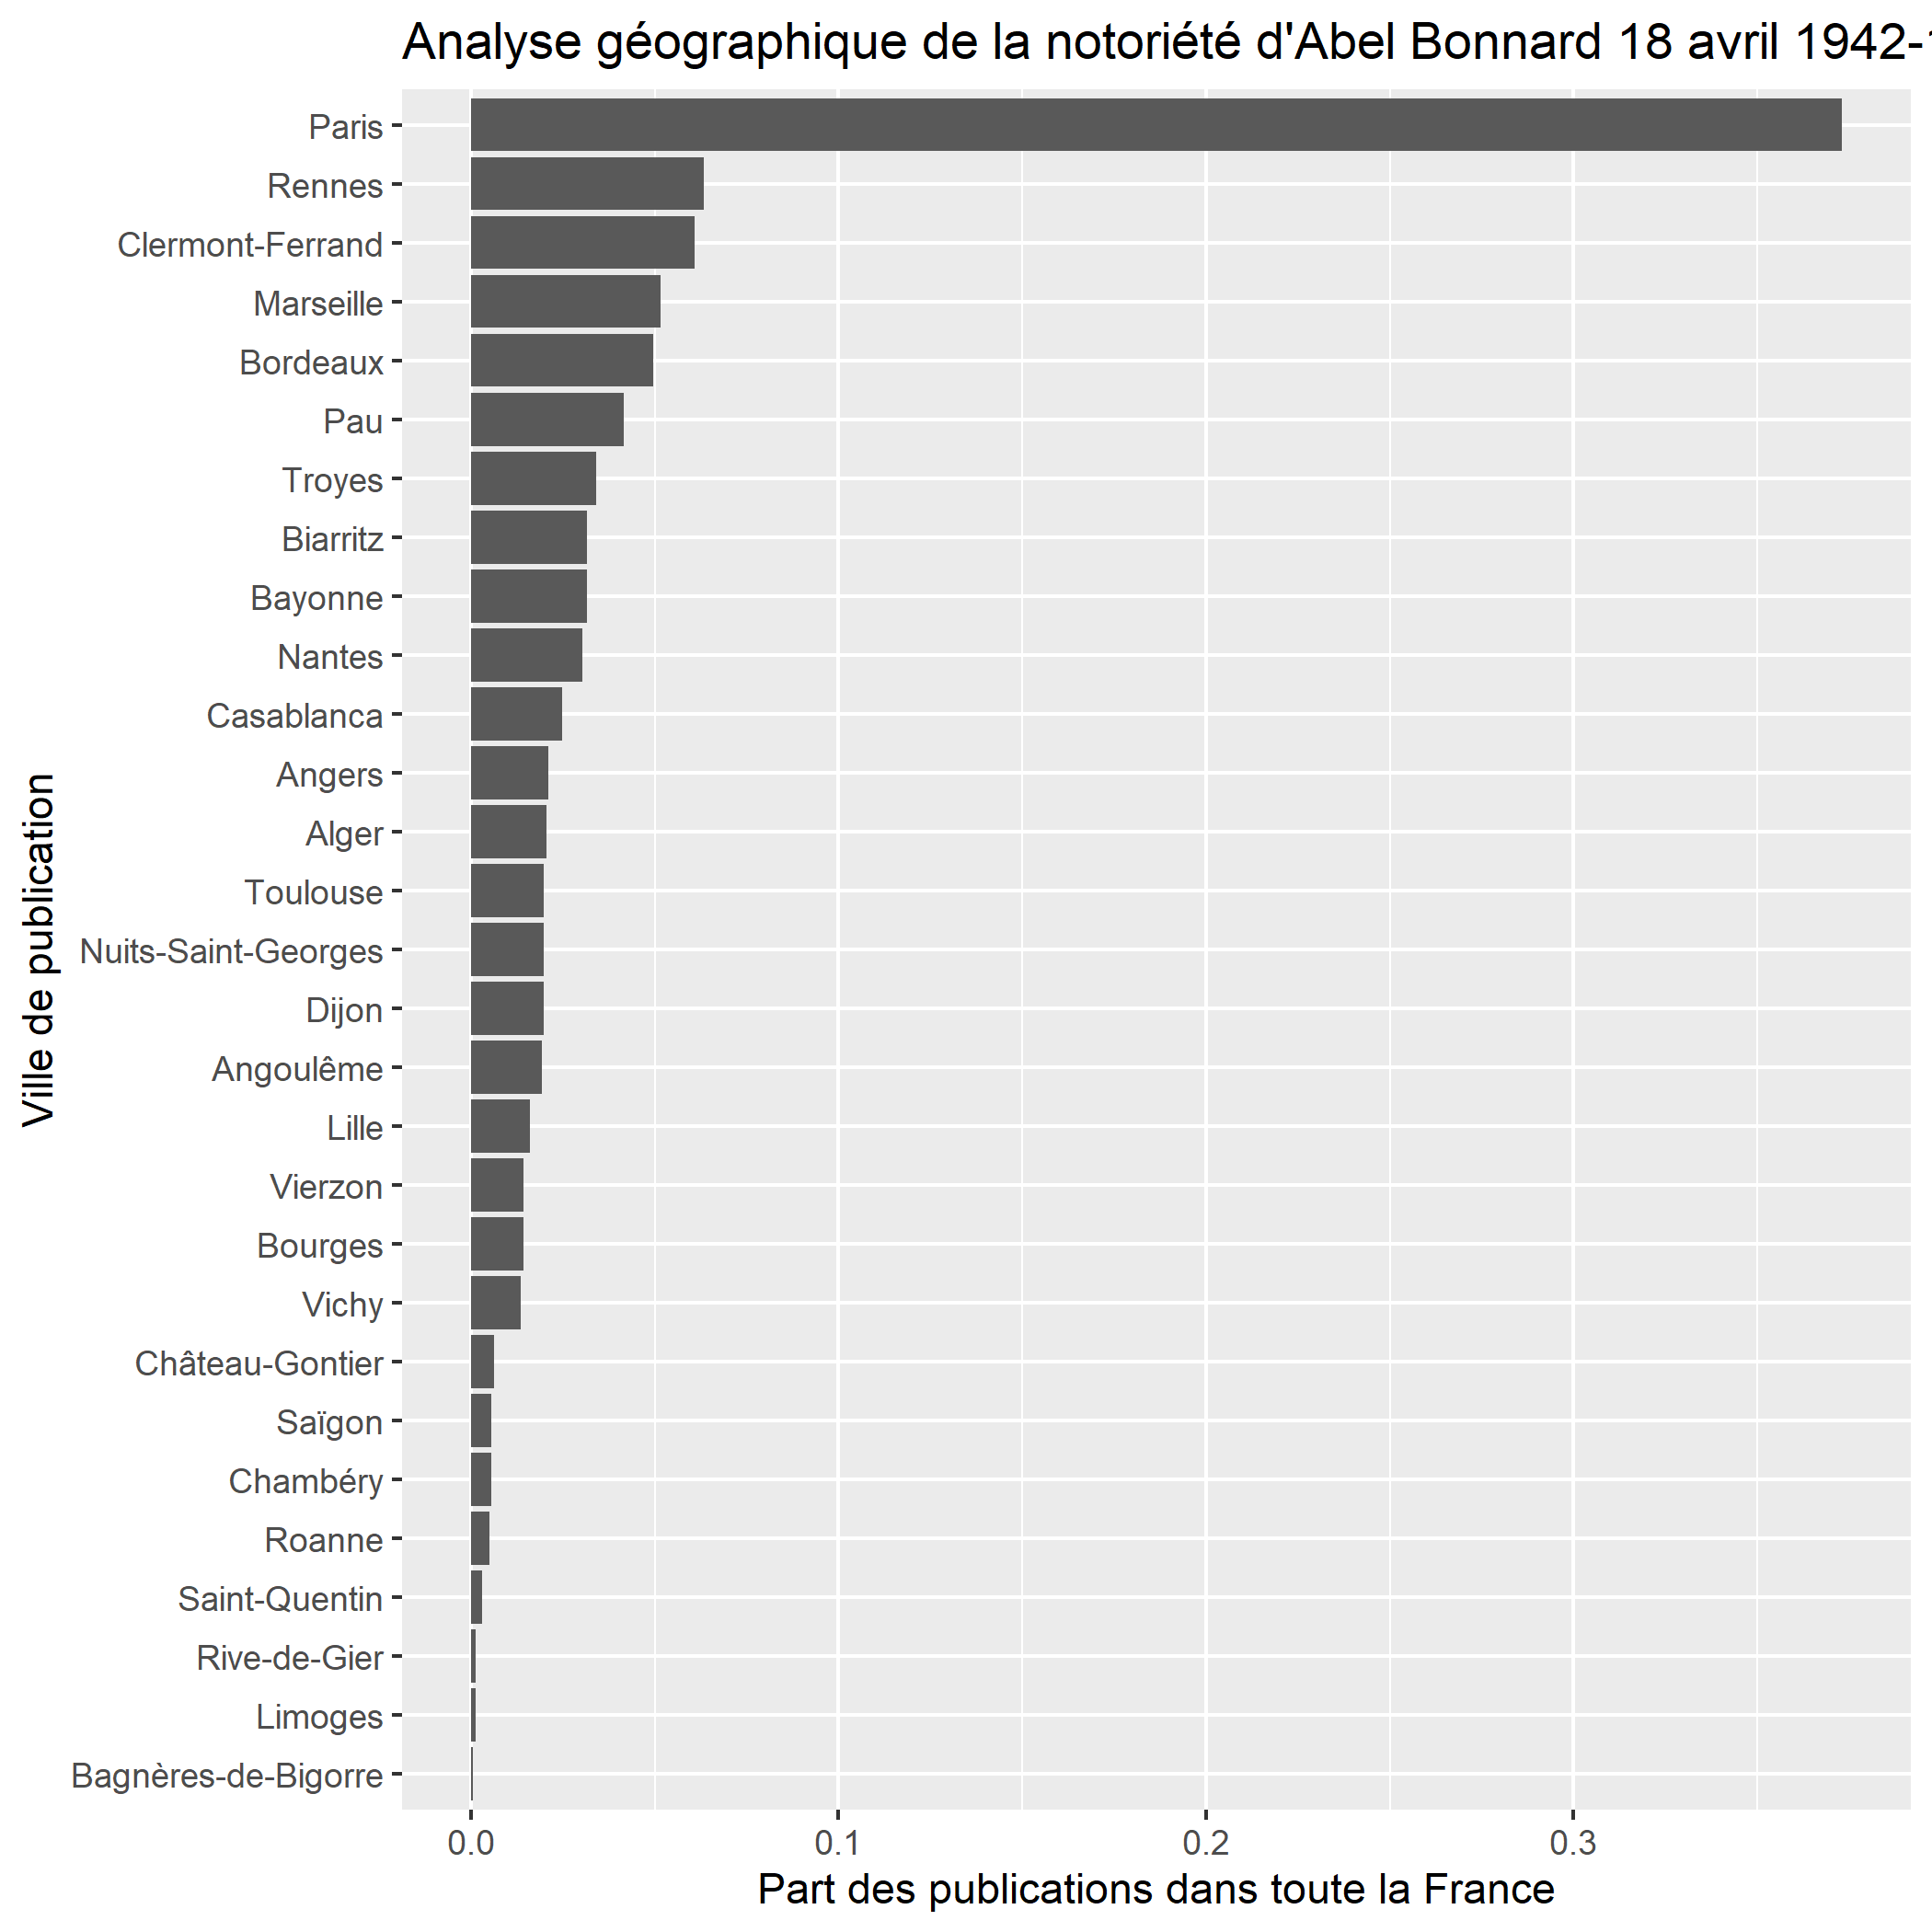 Analyse géographique de la notoriété d'Abel Bonnard 18 avril 1942-
Paris
Rennes
Clermont-Ferrand
Marseille
Bordeaux
Pau
Troyes
Biarritz
Bayonne
Nantes
Casablanca
Angers
Alger
Toulouse
Nuits-Saint-Georges
Dijon
Angoulême
Lille
Vierzon
Bourges
Vichy
Château-Gontier
Saïgon
Chambéry
Roanne
Saint-Quentin
Rive-de-Gier
Limoges
Bagnères-de-Bigorre
Ville de publication
0.0 0.1 0.2 0.3
Part des publications dans toute la France